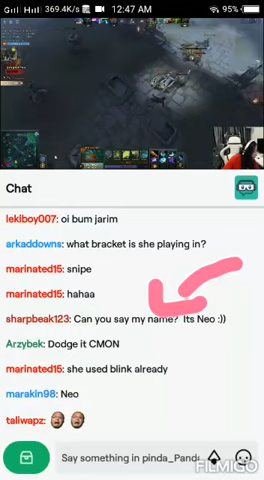 369.4K/s 12:47 AM 95%
Chat
lekiboy007: oi bum jarim
arkaddowns: what bracket is she playing in?
marinated15: snipe
marinated15: hahaa
sharpbeak123: Can you say my name? Its Neo :))
Arzybek: Dodge it CMON
marinated15: she used blink already
marakin98: Neo
taliwapz:
Say something in pinda_Pand
FILMIGO